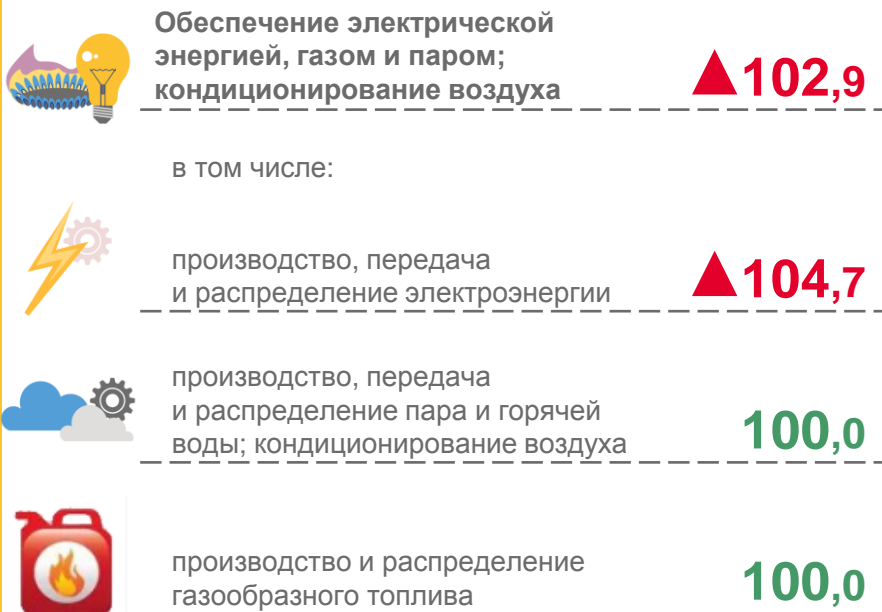 Обеспечение электрической
энергией, газом и паром;
кондиционирование воздуха
▲102,9
в том числе:
производство, передача
и распределение электроэнергии
▲104,7
производство, передача
и распределение пара и горячей
воды; кондиционирование воздуха
100,0
производство и распределение
газообразного топлива
100,0